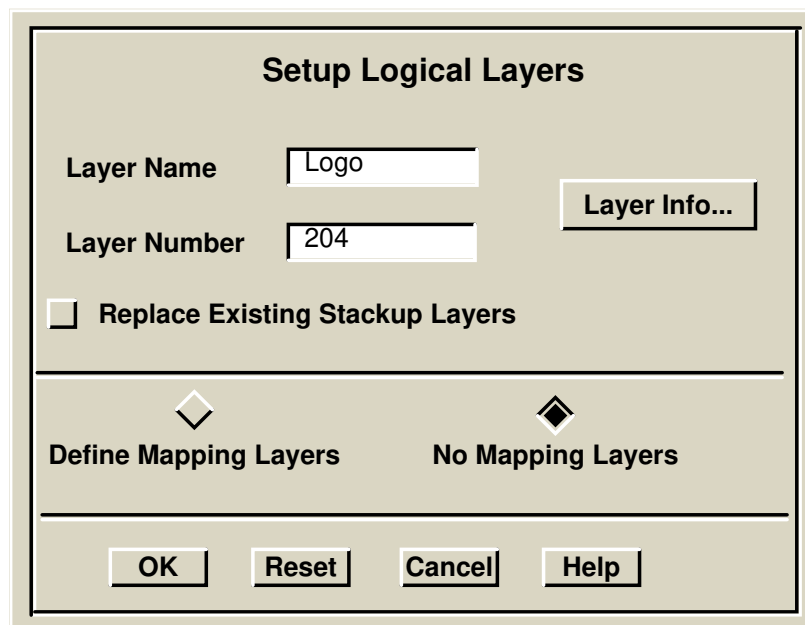 Setup Logical Layers
Layer Name
Logo
Layer Info...
Layer Number
204
Replace Existing Stackup Layers
Define Mapping Layers
No Mapping Layers
OK
Reset
Cancel
Help